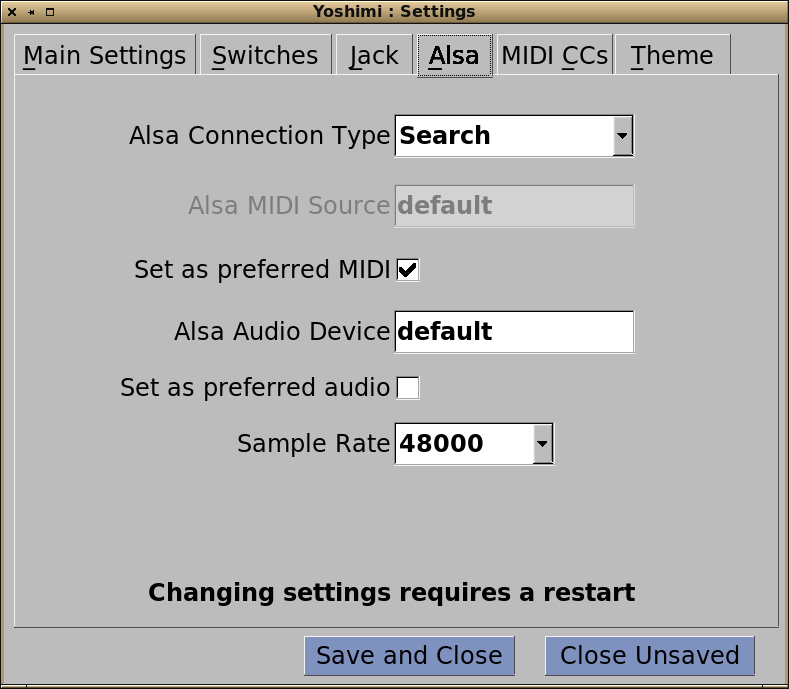 Yoshimi : Settings
Main Settings Switches Jack Alsa MIDI CCs Theme
Alsa Connection Type Search
Alsa MIDI Source default
Set as preferred MIDI
Alsa Audio Device default
Set as preferred audio
Sample Rate 48000
Changing settings requires a restart
Save and Close Close Unsaved